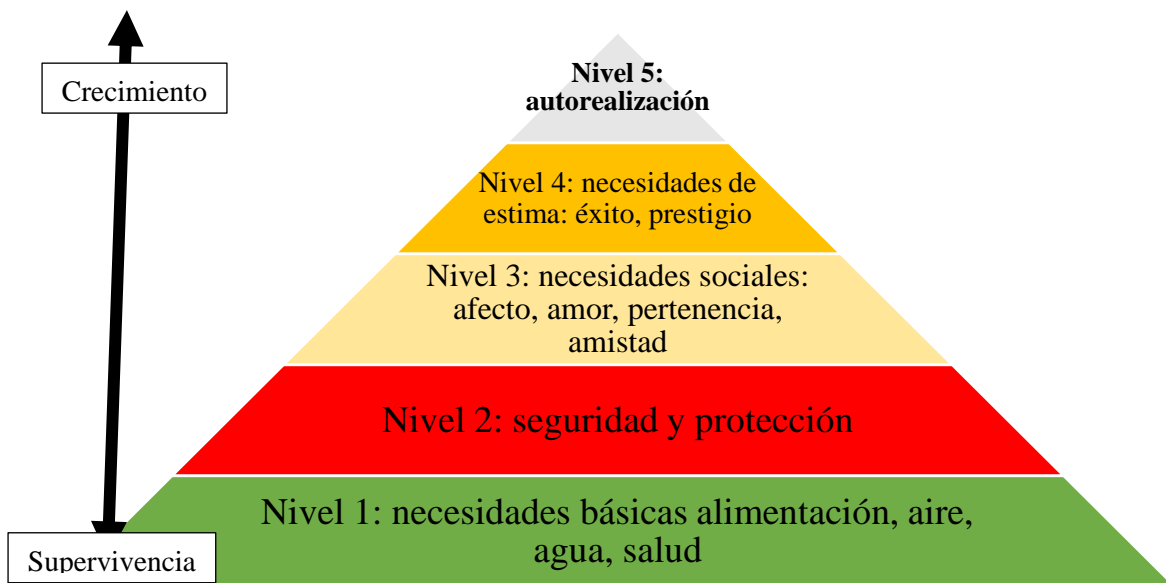 Crecimiento
Nivel 5:
autorealización
Nivel 4: necesidades de
estima: éxito, prestigio
Nivel 3: necesidades sociales:
afecto, amor, pertenencia,
amistad
Nivel 2: seguridad y protección
Nivel 1: necesidades básicas alimentación, aire,
agua, salud
Supervivencia